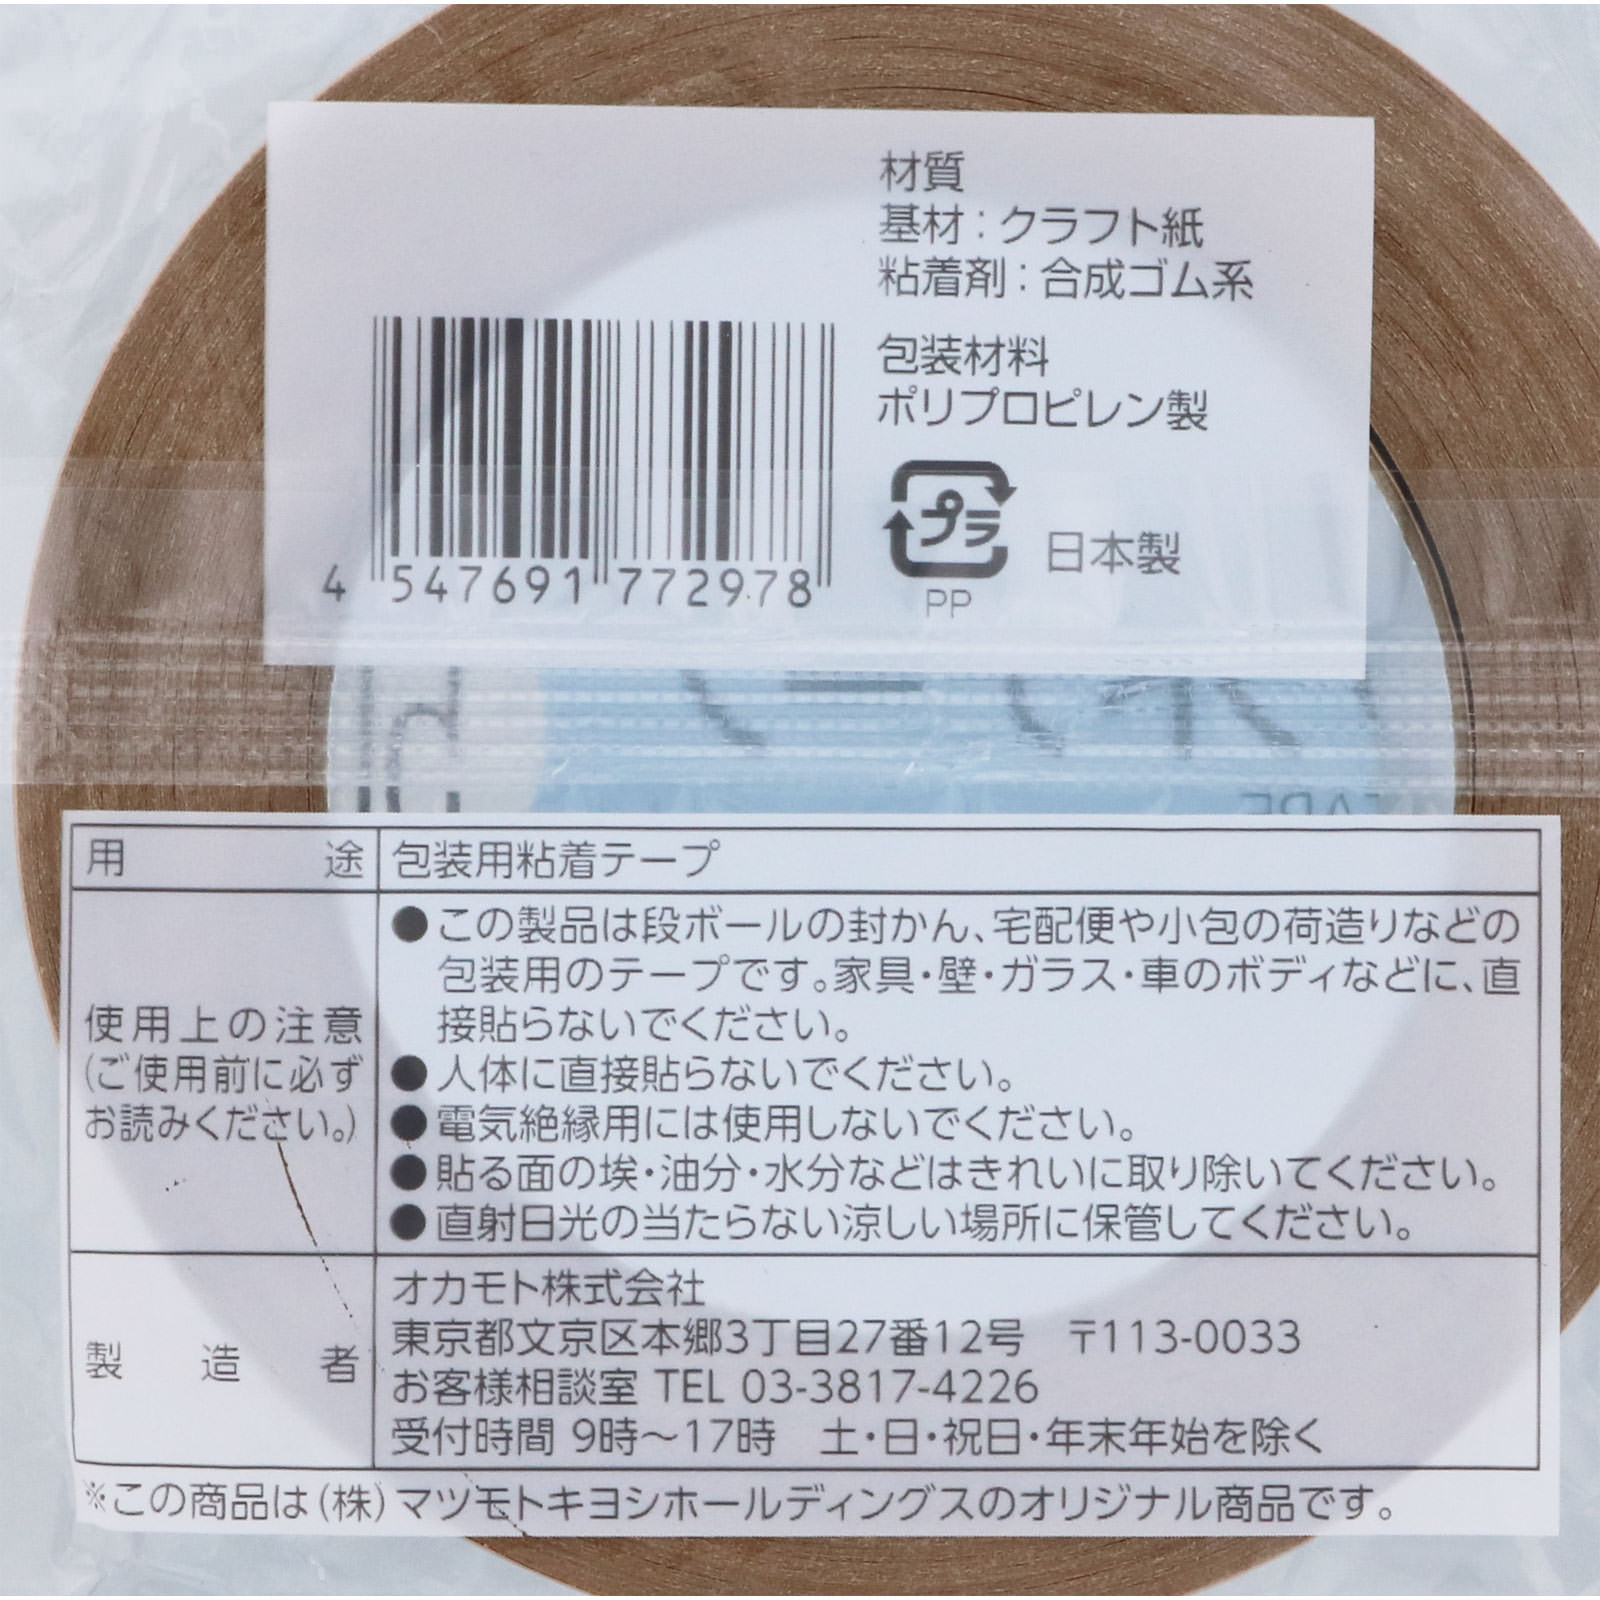 材質
基材：クラフト紙
粘着剤：合成ゴム系
包装材料
ポリプロピレン製
プラ
PP
日本製
4 547691 772978
用途 包装用粘着テープ
使用上の注意
(ご使用前に必ず
お読みください。)
●この製品は段ボールの封かん、宅配便や小包の荷造りなどの
包装用のテープです。家具・壁・ガラス・車のボディなどに、直
接貼らないでください。
●人体に直接貼らないでください。
●電気絶縁用には使用しないでください。
●貼る面の埃・油分・水分などはきれいに取り除いてください。
●直射日光の当たらない涼しい場所に保管してください。
製造者
オカモト株式会社
東京都文京区本郷3丁目27番12号　〒113-0033
お客様相談室 TEL 03-3817-4226
受付時間 9時〜17時　土・日・祝日・年末年始を除く
※この商品は(株)マツモトキヨシホールディングスのオリジナル商品です。